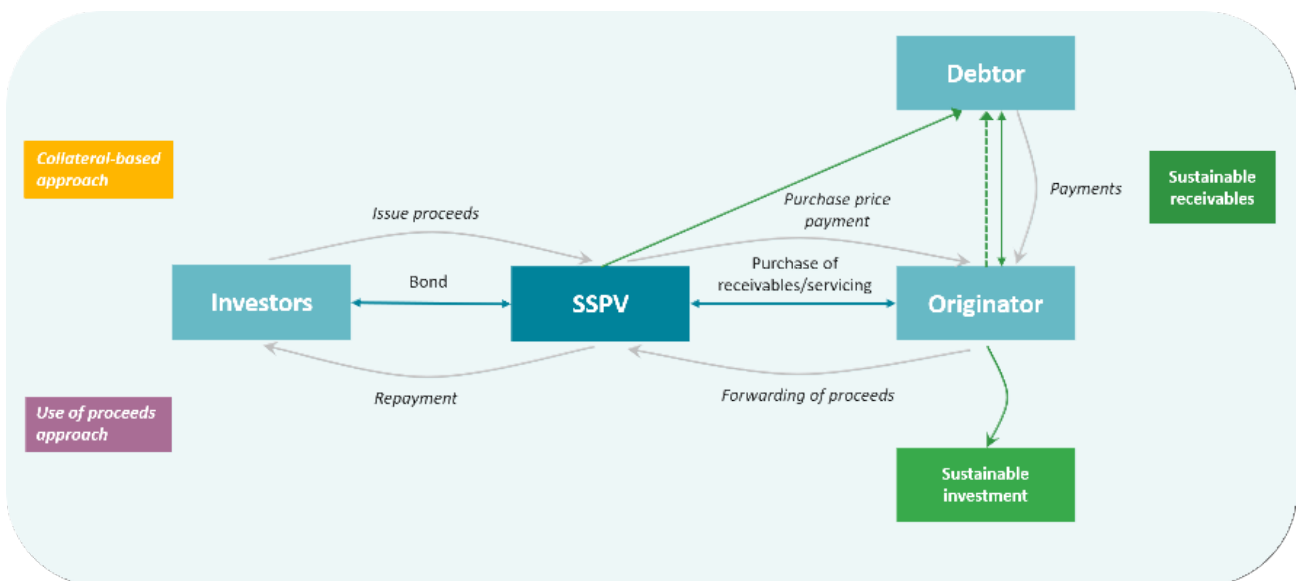 Debtor
Collateral-based
approach
Sustainable
receivables
Payments
Issue proceeds
Purchase price
payment
Investors
Bond
SSPV
Purchase of
receivables/servicing
Originator
Repayment
Forwarding of proceeds
Use of proceeds
approach
Sustainable
investment